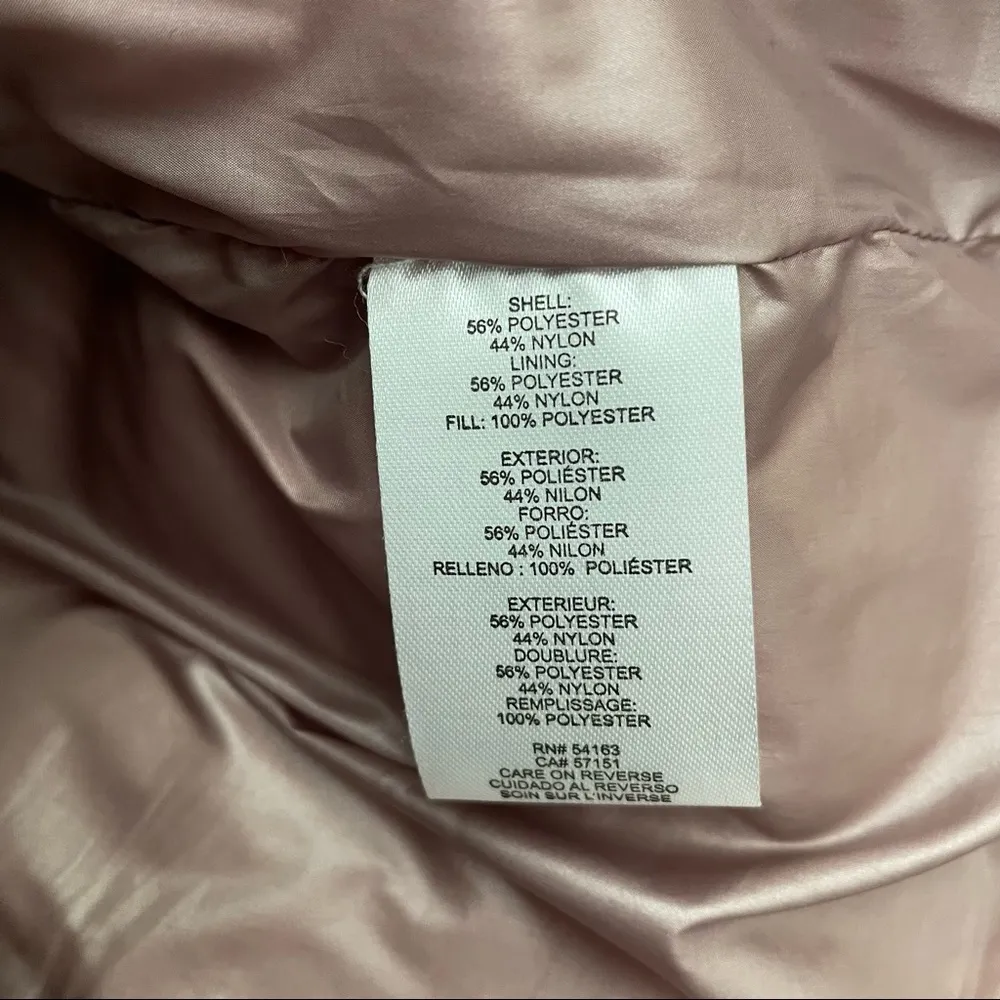 SHELL:
56% POLYESTER
44% NYLON
LINING:
56% POLYESTER
44% NYLON
FILL: 100% POLYESTER
EXTERIOR:
56% POLIÉSTER
44% NILON
FORRO:
56% POLIÉSTER
44% NILON
RELLENO : 100% POLIÉSTER
EXTERIEUR:
56% POLYESTER
44% NYLON
DOUBLURE:
56% POLYESTER
44% NYLON
REMPLISSAGE:
100% POLYESTER
RN# 54163
CA# 57151
CARE ON REVERSE
CUIDADO AL REVERSO
SOIN SUR L'INVERSE